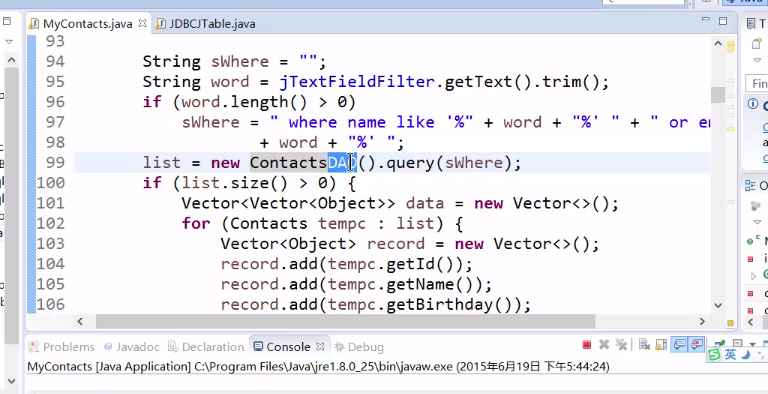 MyContacts.java JDBCJTable.java
93
94 String sWhere = "";
95 String word = jTextFieldFilter.getText().trim();
96 if (word.length() > 0)
97 sWhere = " where name like '%" + word + "%' " + " or
98 + word + "%' ";
99 list = new ContactsDAO().query(sWhere);
100 if (list.size() > 0) {
101 Vector<Vector<Object>> data = new Vector<>();
102 for (Contacts tempc : list) {
103 Vector<Object> record = new Vector<>();
104 record.add(tempc.getId());
105 record.add(tempc.getName());
106 record.add(tempc.getBirthday());
Problems Javadoc Declaration Console Debug
MyContacts [Java Application] C:\Program Files\Java\jre1.8.0_25\bin\javaw.exe (2015年6月19日 下午5:44:24)
英